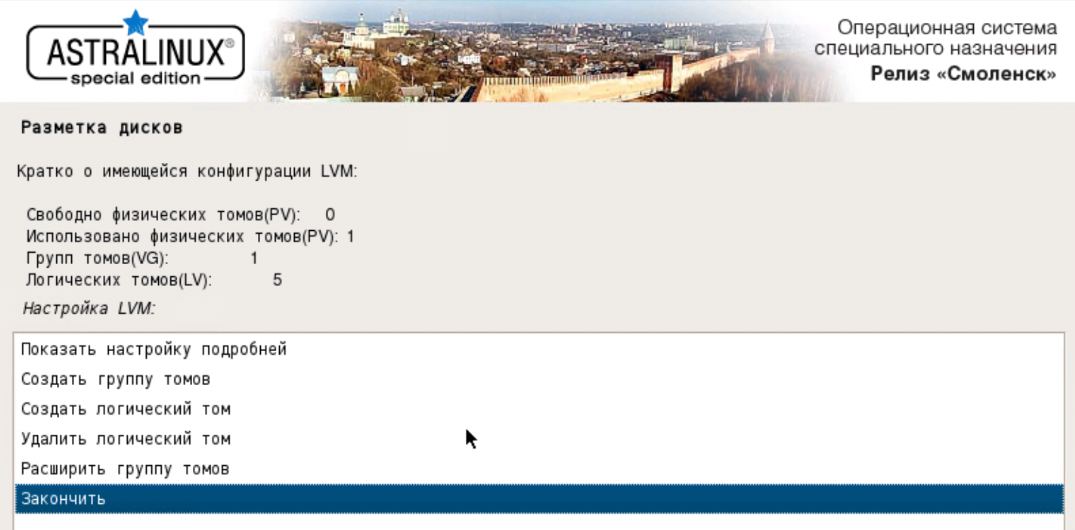 ASTRALINUX®
special edition
Операционная система
специального назначения
Релиз «Смоленск»
Разметка дисков
Кратко о имеющейся конфигурации LVM:
Свободно физических томов(PV): 0
Использовано физических томов(PV): 1
Групп томов(VG): 1
Логических томов(LV): 5
Настройка LVM:
Показать настройку подробней
Создать группу томов
Создать логический том
Удалить логический том
Расширить группу томов
Закончить